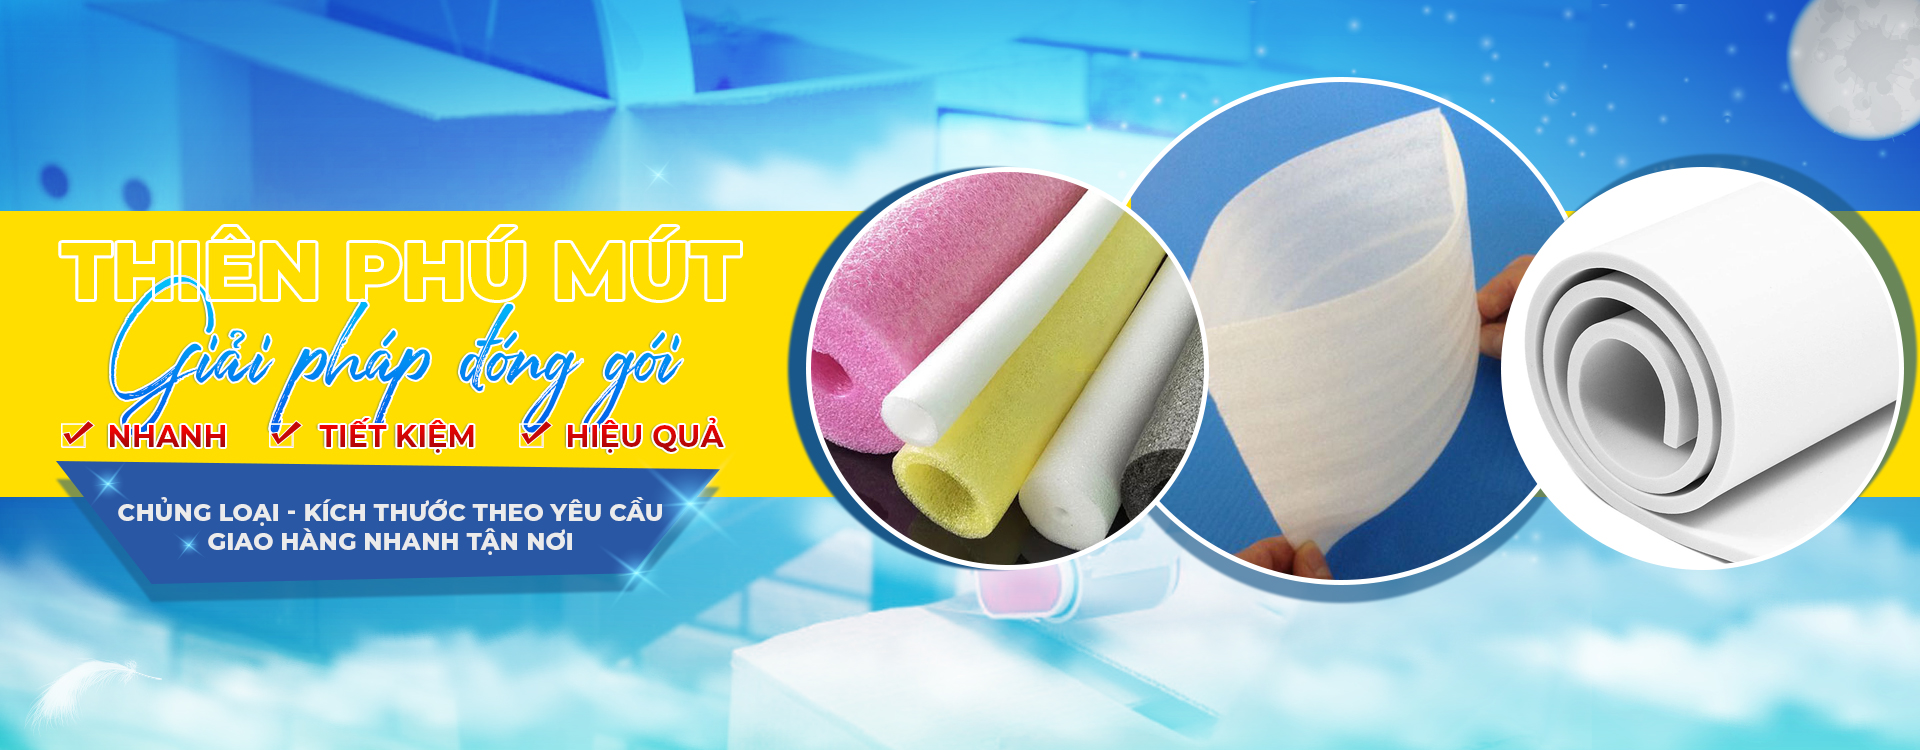 THIÊN PHÚ MÚT
Giải pháp đóng gói
NHANH TIẾT KIỆM HIỆU QUẢ
CHỦNG LOẠI - KÍCH THƯỚC THEO YÊU CẦU
GIAO HÀNG NHANH TẬN NƠI